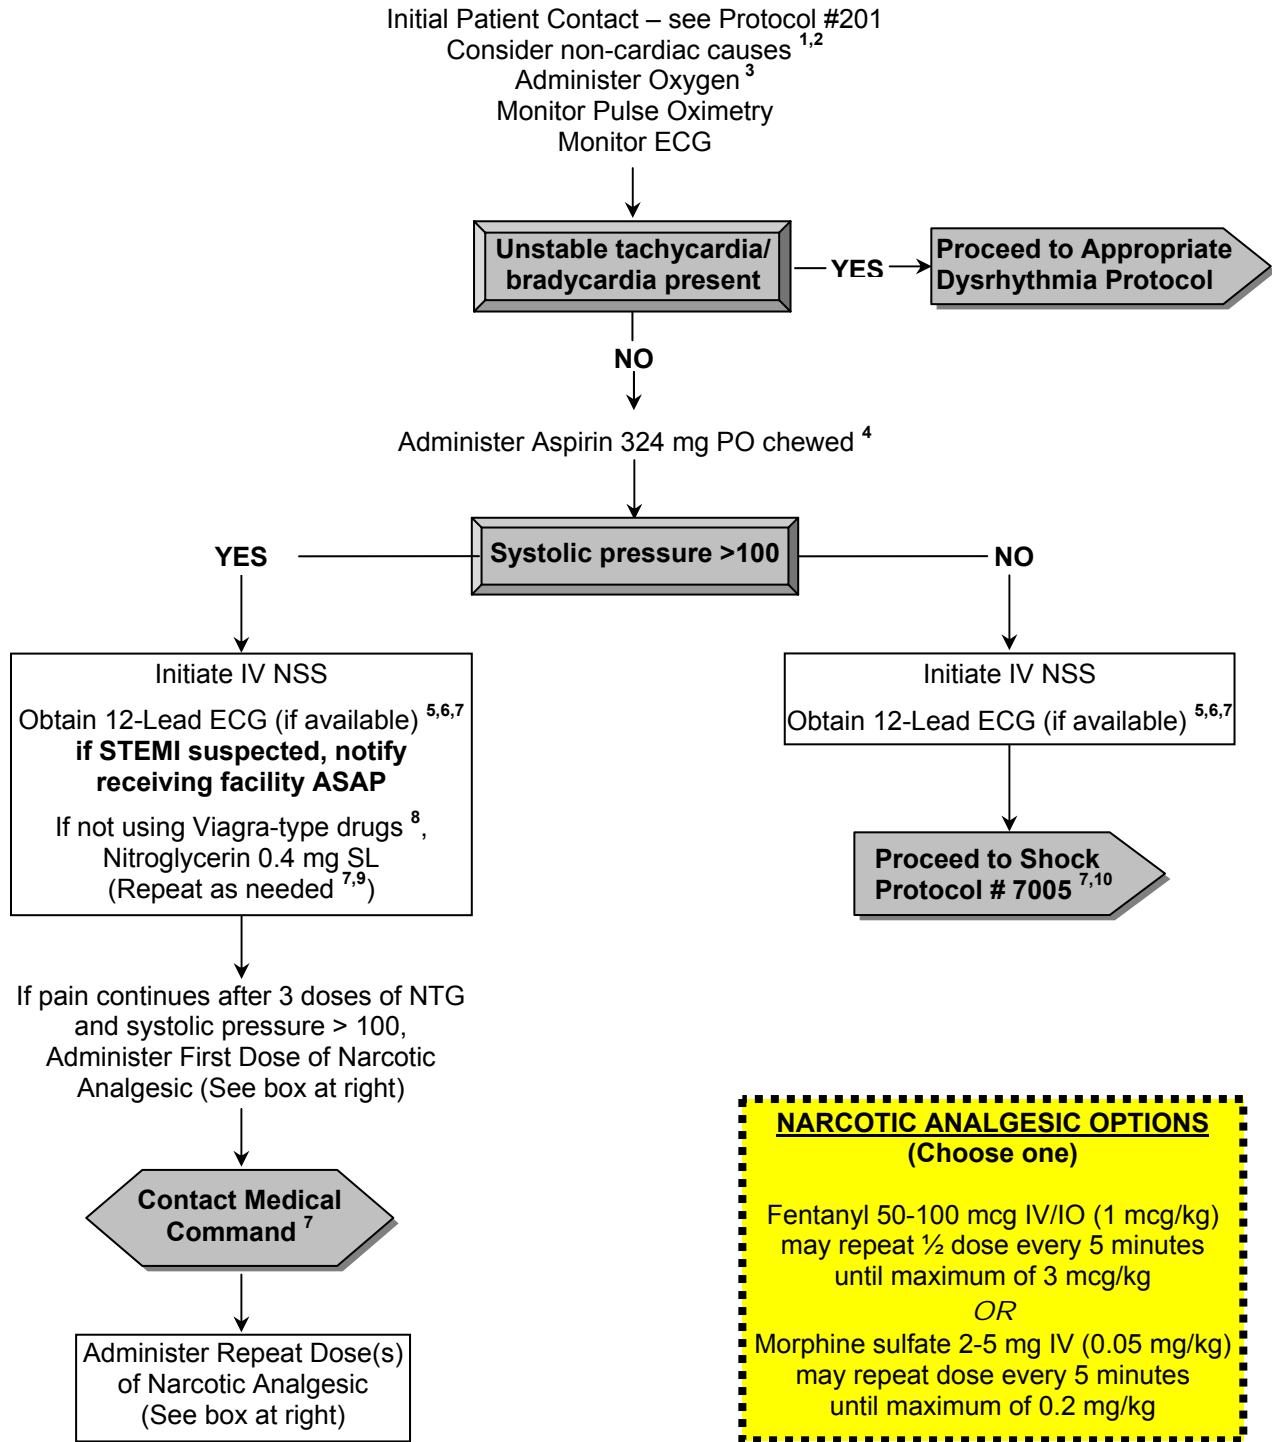 Initial Patient Contact – see Protocol #201
Consider non-cardiac causes 1,2
Administer Oxygen 3
Monitor Pulse Oximetry
Monitor ECG
Unstable tachycardia/
bradycardia present
YES
Proceed to Appropriate
Dysrhythmia Protocol
NO
Administer Aspirin 324 mg PO chewed 4
Systolic pressure >100
YES
NO
Initiate IV NSS
Obtain 12-Lead ECG (if available) 5,6,7
if STEMI suspected, notify
receiving facility ASAP
If not using Viagra-type drugs 8,
Nitroglycerin 0.4 mg SL
(Repeat as needed 7,9)
Initiate IV NSS
Obtain 12-Lead ECG (if available) 5,6,7
Proceed to Shock
Protocol # 7005 7,10
If pain continues after 3 doses of NTG
and systolic pressure > 100,
Administer First Dose of Narcotic
Analgesic (See box at right)
Contact Medical
Command 7
Administer Repeat Dose(s)
of Narcotic Analgesic
(See box at right)
NARCOTIC ANALGESIC OPTIONS
(Choose one)
Fentanyl 50-100 mcg IV/IO (1 mcg/kg)
may repeat ½ dose every 5 minutes
until maximum of 3 mcg/kg
OR
Morphine sulfate 2-5 mg IV (0.05 mg/kg)
may repeat dose every 5 minutes
until maximum of 0.2 mg/kg